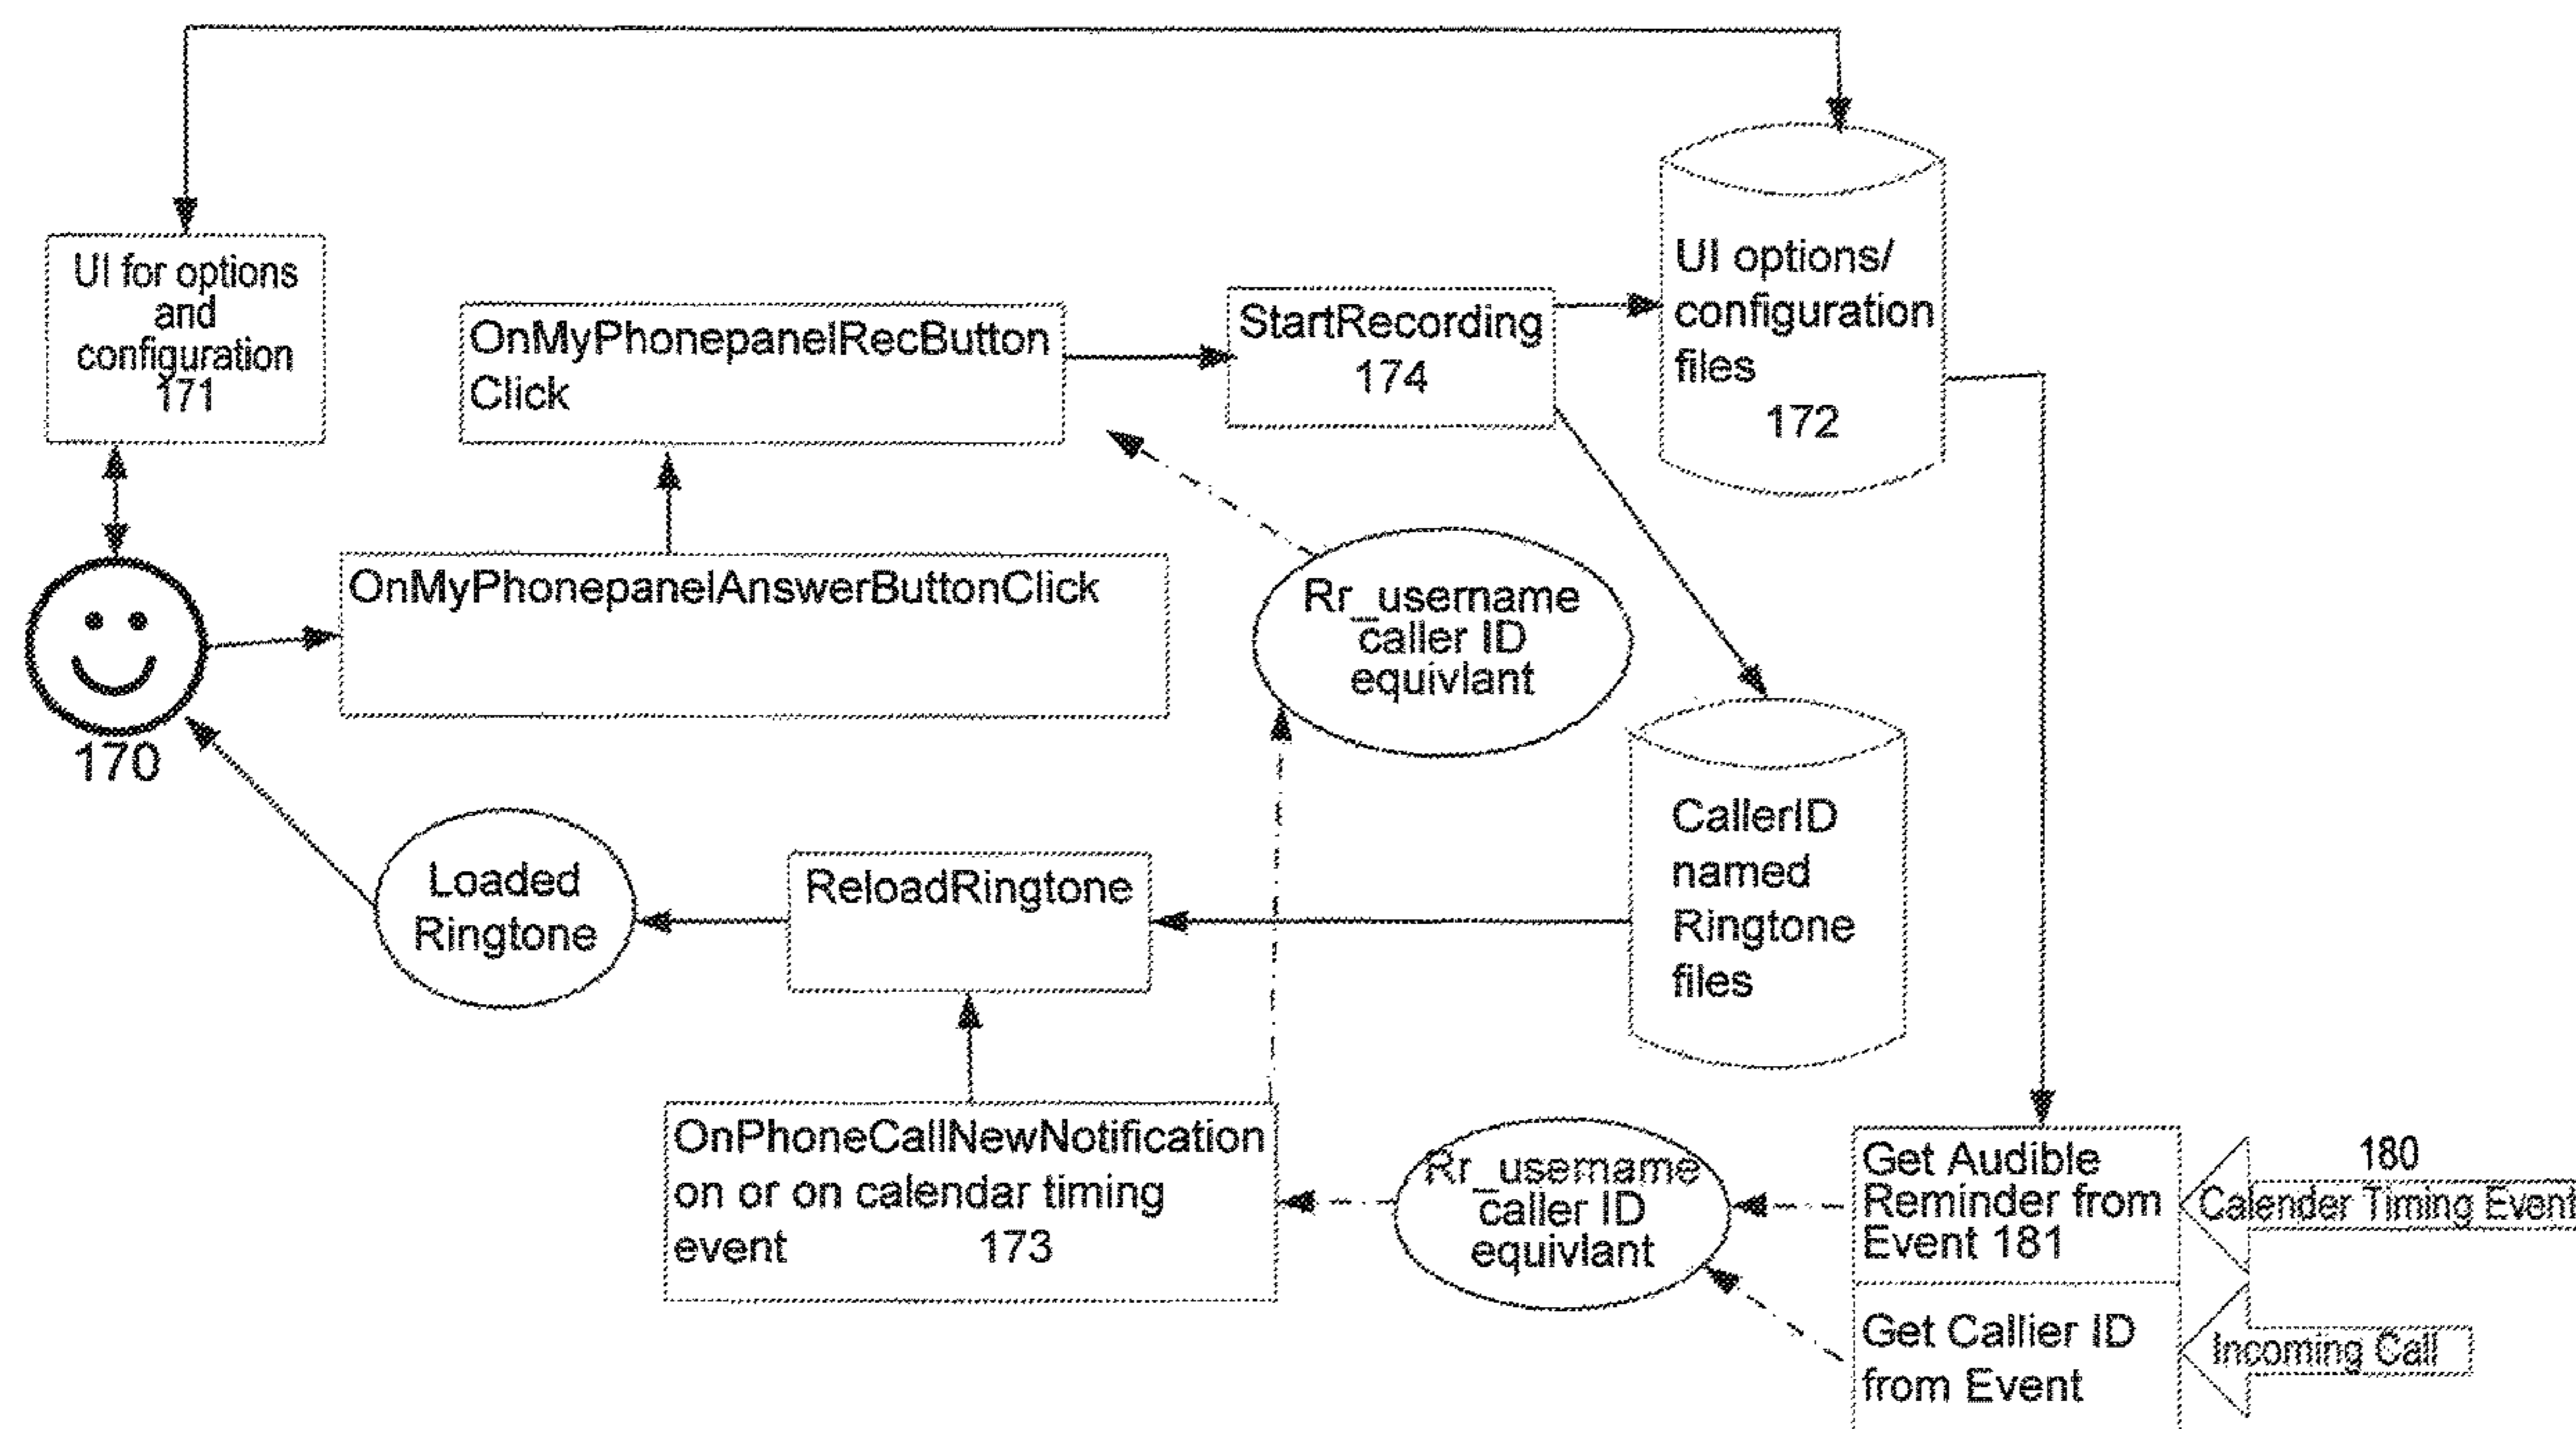 UI for options
and
configuration
171
OnMyPhonepanelRecButton
Click
StartRecording
174
UI options/
configuration
files
172
OnMyPhonepanelAnswerButtonClick
170
Rr_username
caller ID
equivlant
Loaded
Ringtone
ReloadRingtone
CallerID
named
Ringtone
files
OnPhoneCallNewNotification
on or on calendar timing
event 173
Rr_username
caller ID
equivlant
Get Audible
Reminder from
Event 181
180
Calender Timing Event
Get Callier ID
from Event
Incoming Call